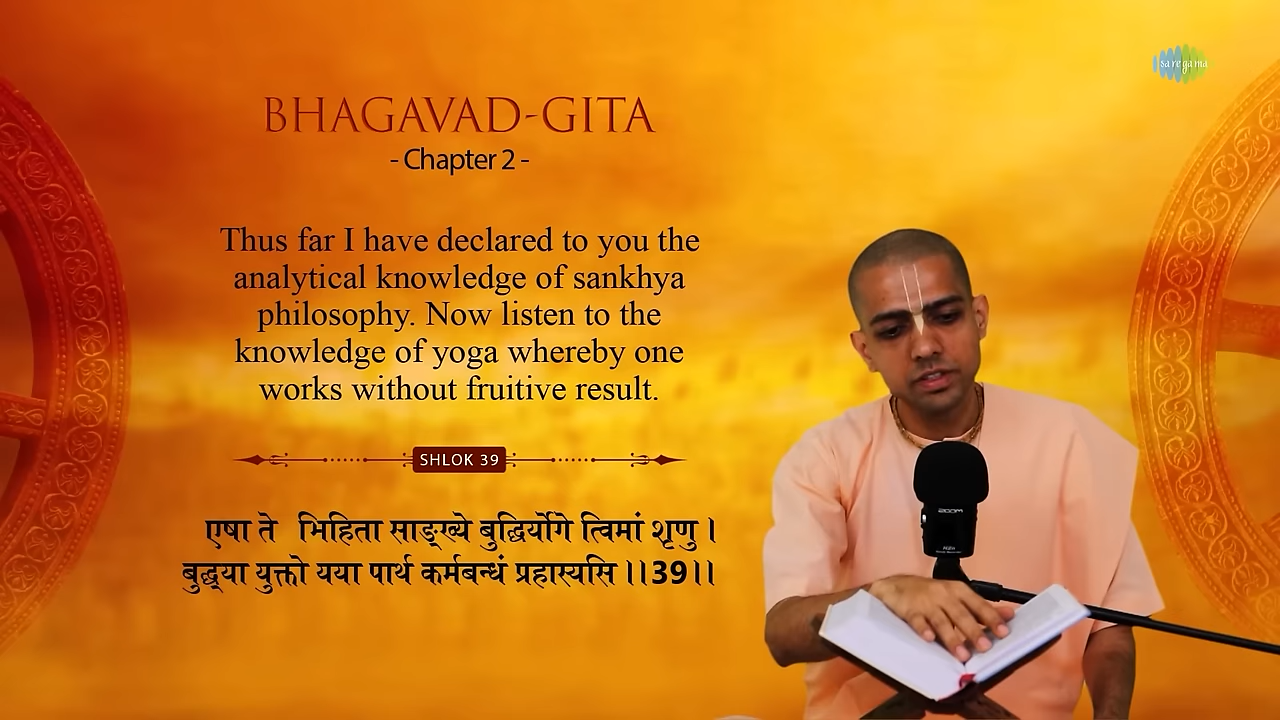 saregama
BHAGAVAD-GITA
- Chapter 2 -
Thus far I have declared to you the
analytical knowledge of sankhya
philosophy. Now listen to the
knowledge of yoga whereby one
works without fruitive result.
SHLOK 39
एषा ते भिहिता साङ्ख्ये बुद्धिर्योगे त्विमां शृणु ।
बुद्ध्या युक्तो यया पार्थ कर्मबन्धं प्रहास्यसि ।।39।।
zoom